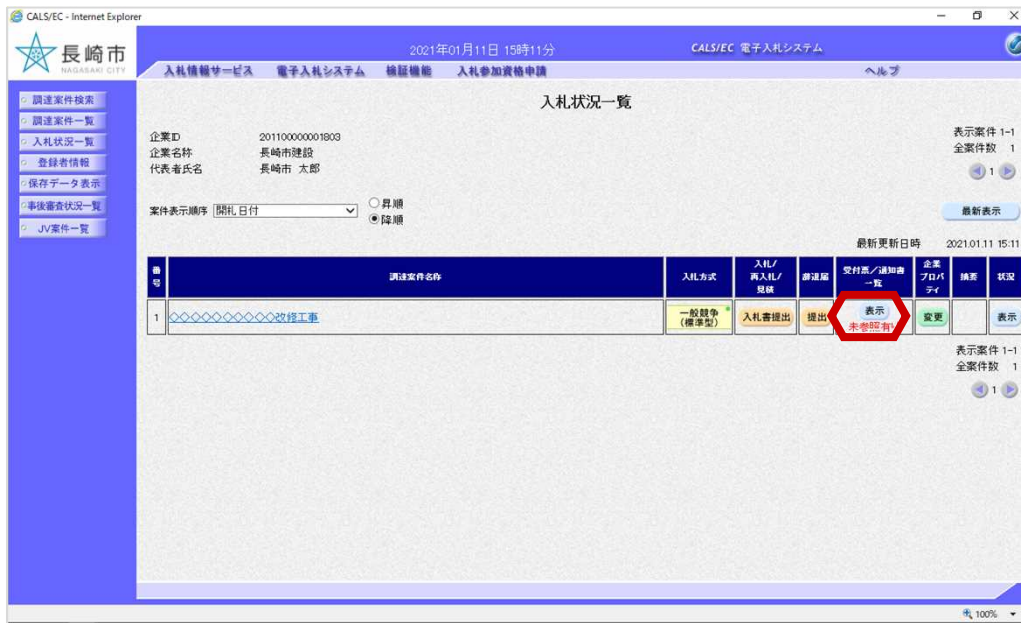 CALS/EC - Internet Explorer
長崎市
NAGASAKI CITY
2021年01月11日 15時11分
CALS/EC 電子入札システム
入札情報サービス 電子入札システム 検証機能 入札参加資格申請 ヘルプ
調達案件検索
調達案件一覧
入札状況一覧
登録者情報
保存データ表示
事後審査状況一覧
JV案件一覧
入札状況一覧
企業ID 201100000001803
企業名称 長崎市建設
代表者氏名 長崎市 太郎
表示案件 1-1
全案件数 1
1
案件表示順序 開札日付
昇順
降順
最新表示
最新更新日時 2021.01.11 15:11
番号 調達案件名称 入札方式 入札/再入札/見積 辞退届 受付票/通知書一覧 企業プロパティ 摘要 状況
1 ◇◇◇◇◇◇◇◇◇◇改修工事 一般競争(標準型) 入札書提出 提出 表示 未参照有り 変更 表示
表示案件 1-1
全案件数 1
1
100%